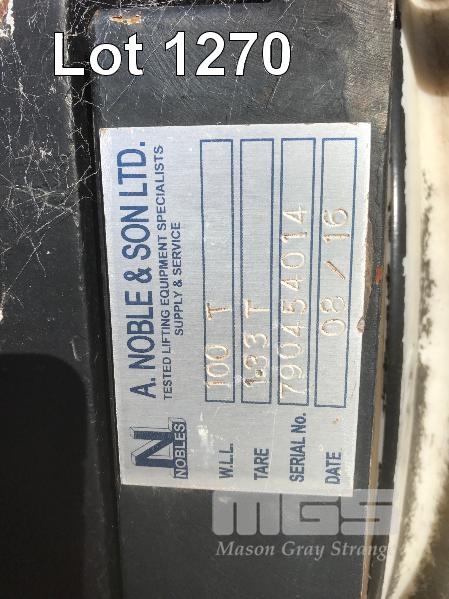 Lot 1270
A. NOBLE & SON LTD.
TESTED LIFTING EQUIPMENT SPECIALISTS
SUPPLY & SERVICE
N
NOBLES
W.L.L. 100 T
TARE 1.33 T
SERIAL No. 790454014
DATE 08/16
MGS
Mason Gray Strange